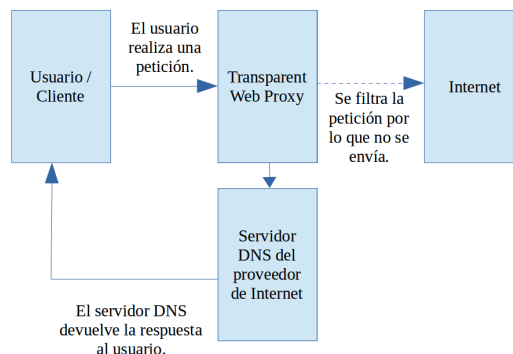 El usuario
realiza una
petición.
Usuario /
Cliente
Transparent
Web Proxy
Internet
Se filtra la
petición por
lo que no se
envía.
Servidor
DNS del
proveedor
de Internet
El servidor DNS
devuelve la respuesta
al usuario.